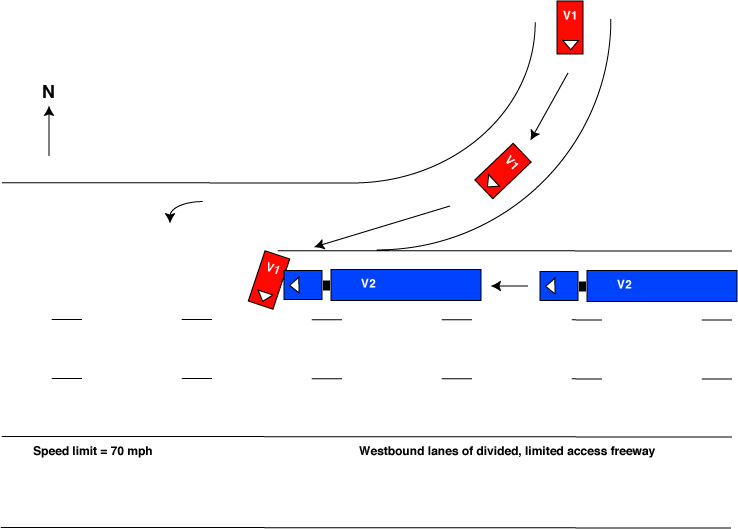 V1
N
V1
V1
V2
V2
Speed limit = 70 mph
Westbound lanes of divided, limited access freeway